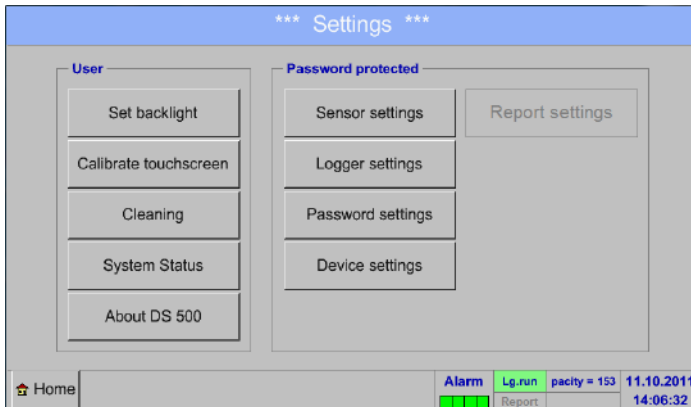 *** Settings ***
User
Set backlight
Calibrate touchscreen
Cleaning
System Status
About DS 500
Password protected
Sensor settings
Report settings
Logger settings
Password settings
Device settings
Home
Alarm
Lg.run
pacity = 153
11.10.2011
Report
14:06:32